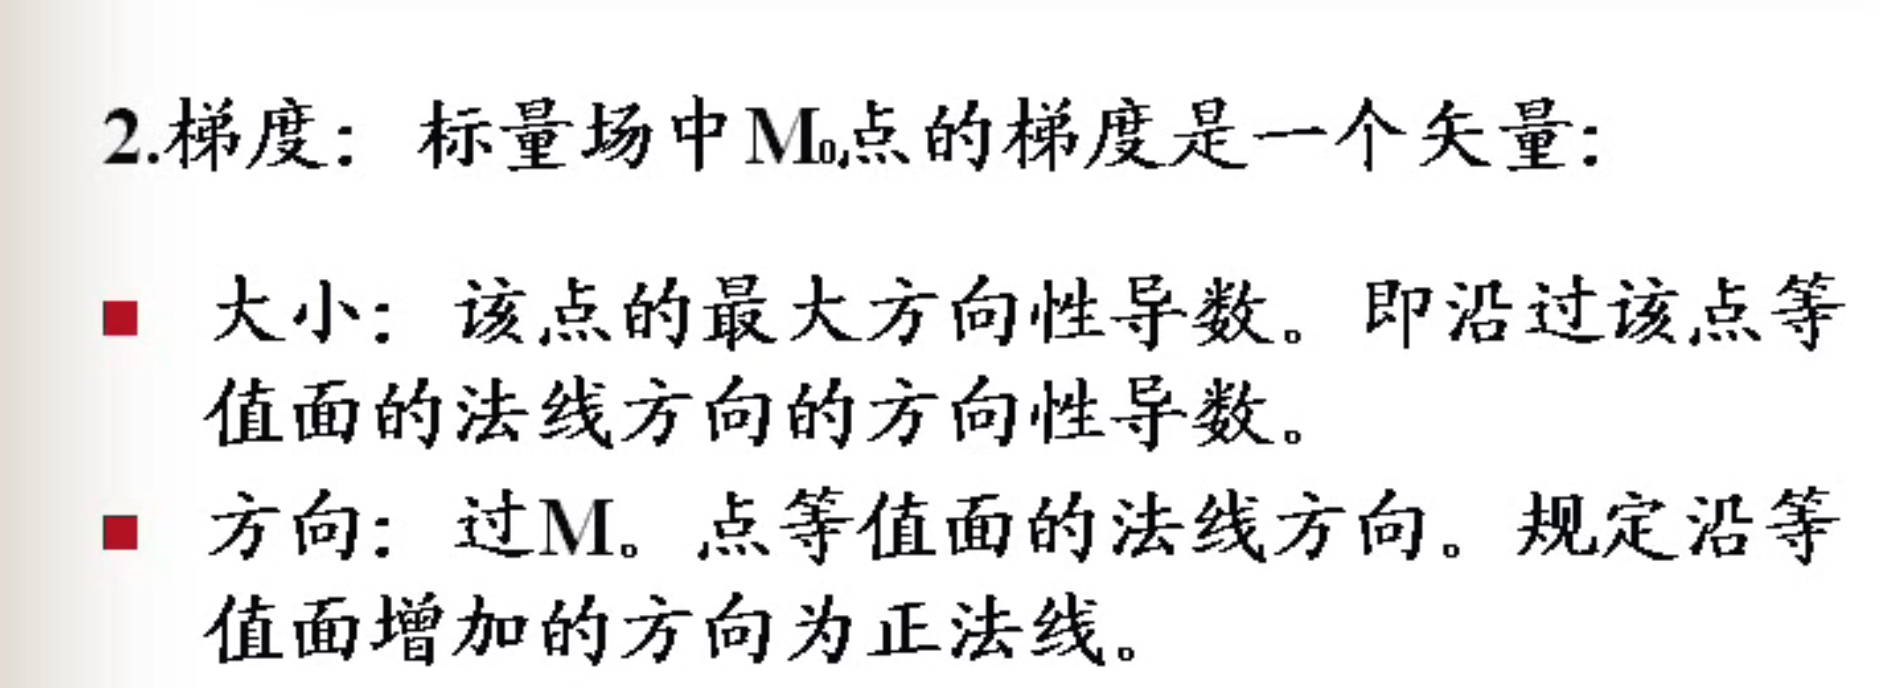 2.梯度：标量场中M₀点的梯度是一个矢量：
大小：该点的最大方向性导数。即沿过该点等
值面的法线方向的方向性导数。
方向：过M。点等值面的法线方向。规定沿等
值面增加的方向为正法线。